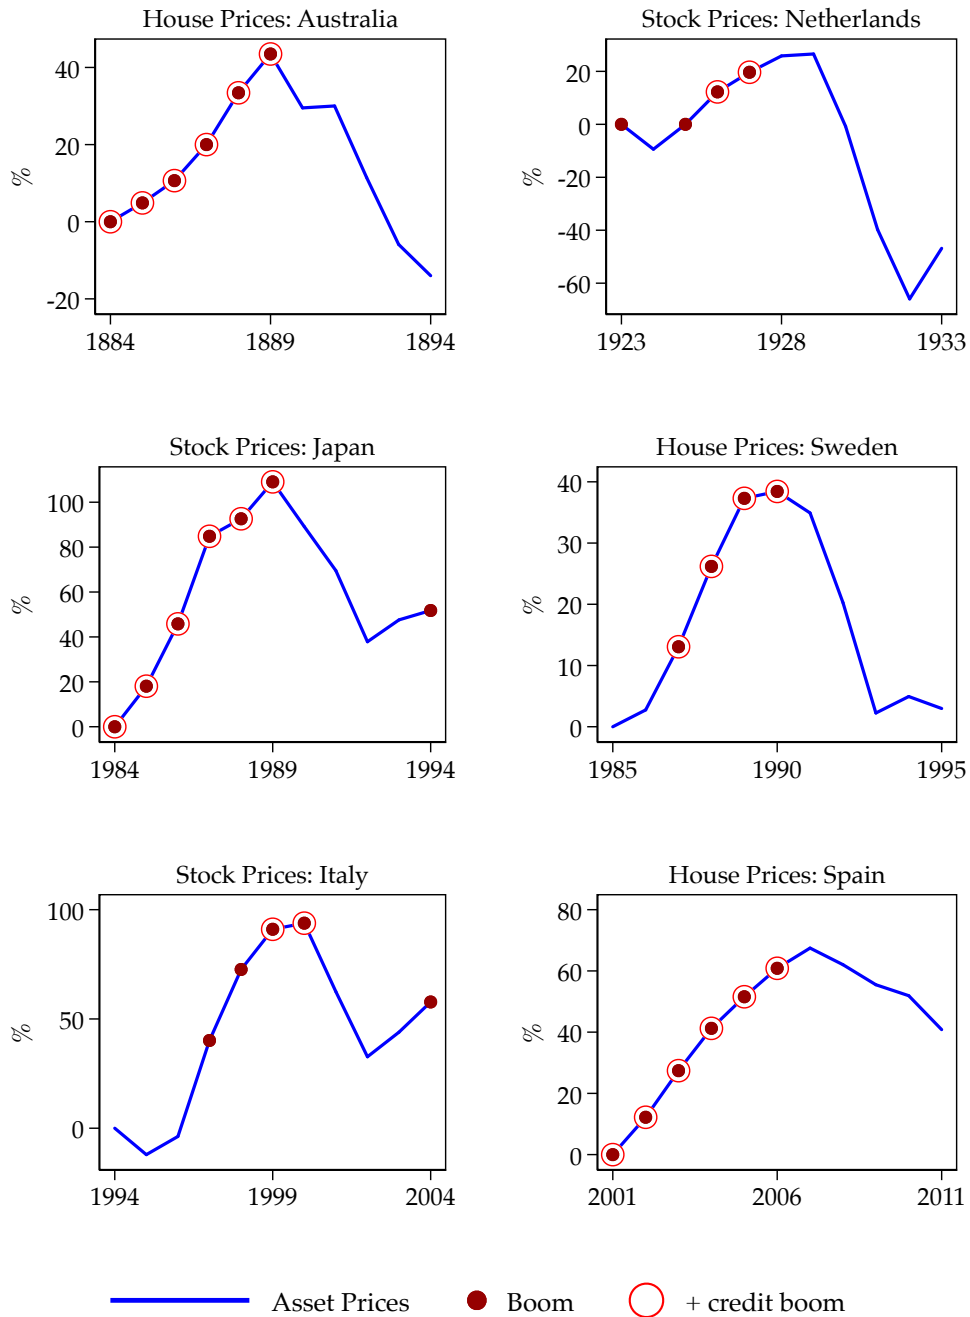 House Prices: Australia
%
40
20
0
-20
1884 1889 1894
Stock Prices: Netherlands
%
20
0
-20
-40
-60
1923 1928 1933
Stock Prices: Japan
%
100
80
60
40
20
0
1984 1989 1994
House Prices: Sweden
%
40
30
20
10
0
1985 1990 1995
Stock Prices: Italy
%
100
50
0
1994 1999 2004
House Prices: Spain
%
80
60
40
20
0
2001 2006 2011
Asset Prices Boom + credit boom